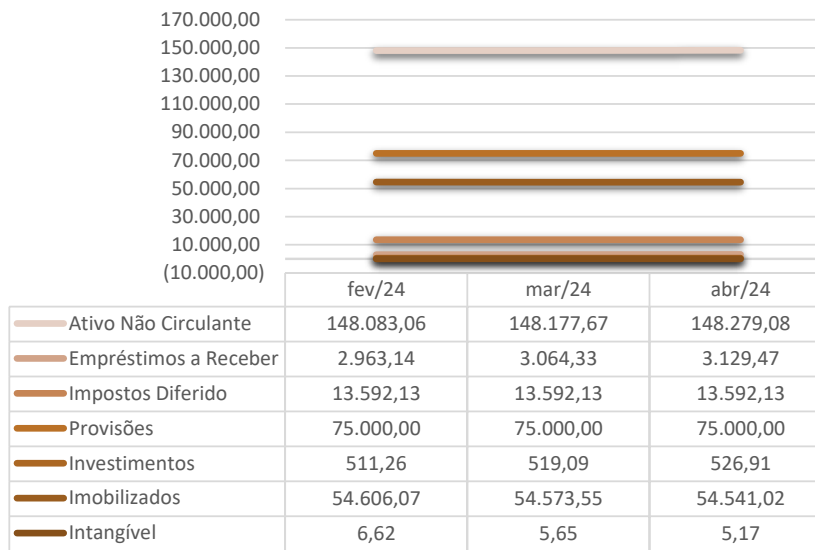 170.000,00
150.000,00
130.000,00
110.000,00
90.000,00
70.000,00
50.000,00
30.000,00
10.000,00
(10.000,00)
fev/24 mar/24 abr/24
Ativo Não Circulante 148.083,06 148.177,67 148.279,08
Empréstimos a Receber 2.963,14 3.064,33 3.129,47
Impostos Diferido 13.592,13 13.592,13 13.592,13
Provisões 75.000,00 75.000,00 75.000,00
Investimentos 511,26 519,09 526,91
Imobilizados 54.606,07 54.573,55 54.541,02
Intangível 6,62 5,65 5,17